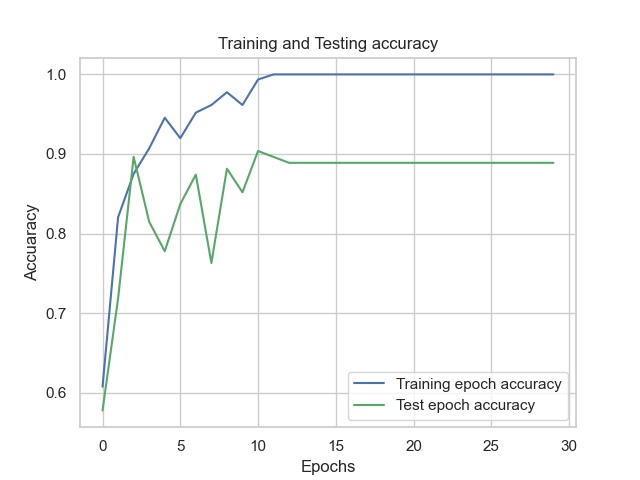 Training and Testing accuracy
1.0
0.9
0.8
0.7
0.6
Accuaracy
0 5 10 15 20 25 30
Epochs
Training epoch accuracy
Test epoch accuracy